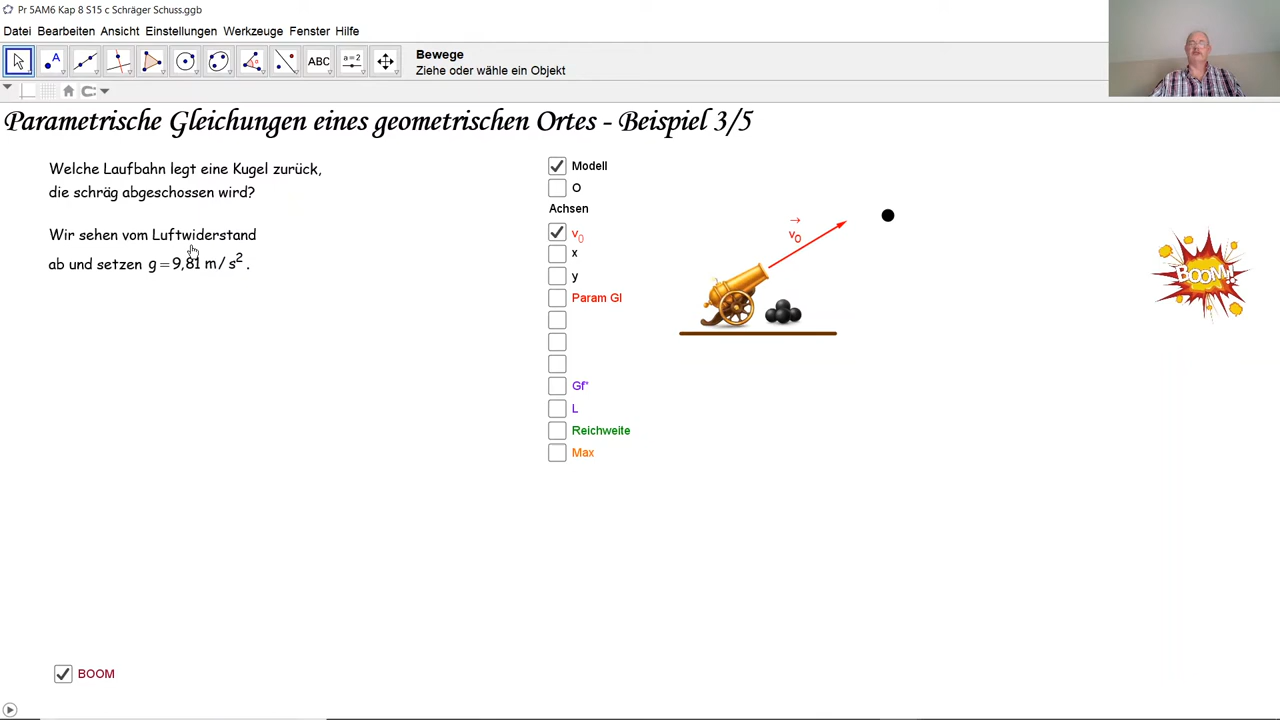 Pr 5AM6 Kap 8 S15 c Schräger Schuss.ggb
Datei Bearbeiten Ansicht Einstellungen Werkzeuge Fenster Hilfe
A
ABC
a=2
Bewege
Ziehe oder wähle ein Objekt
Parametrische Gleichungen eines geometrischen Ortes - Beispiel 3/5
Welche Laufbahn legt eine Kugel zurück,
die schräg abgeschossen wird?
Wir sehen vom Luftwiderstand
ab und setzen g = 9,81 m / s².
Modell
O
Achsen
v₀
x
y
Param Gl
Gf'
L
Reichweite
Max
v₀
BOOM!!
BOOM